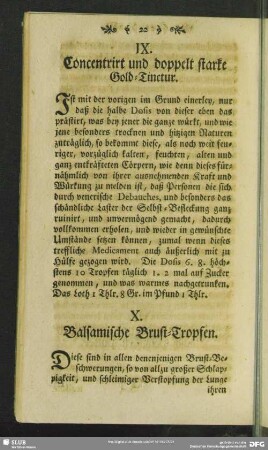 22
IX.
Concentrirt und doppelt starke
Gold-Tinctur.
Ist mit der vorigen im Grund einerley, nur
daß die halbe Dosis von dieser eben das
prästirt, was bey jener die ganze würkt, und wie
jene besonders trocknen und hitzigen Naturen
zuträglich, so bekommt diese, als noch weit feu-
riger, vorzüglich kalten, feuchten, alten und
ganz entkräfteten Cörpern, wie denn dieses für-
nähmlich von ihrer ausnehmenden Kraft und
Würkung zu melden ist, daß Personen die sich
durch venerische Debauches, und besonders das
schändliche Laster der Selbst-Befleckung ganz
ruinirt, und unvermögend gemacht, dadurch
vollkommen erholen, und wieder in gewünschte
Umstände setzen können, zumal wenn dieses
treffliche Medicament auch äußerlich mit zu
Hülfe gezogen wird. Die Dosis 6. 8. höch-
stens 10 Tropfen täglich 1. 2 mal auf Zucker
genommen, und was warmes nachgetrunken.
Das Loth 1 Thlr. 8 Gr. im Pfund 1 Thlr.
X.
Balsamische Brust-Tropfen.
Diese sind in allen denenjenigen Brust-Be-
schwerungen, so von allzu großer Schlap-
pigkeit, und schleimiger Verstopfung der Lunge
ihren
SLUB